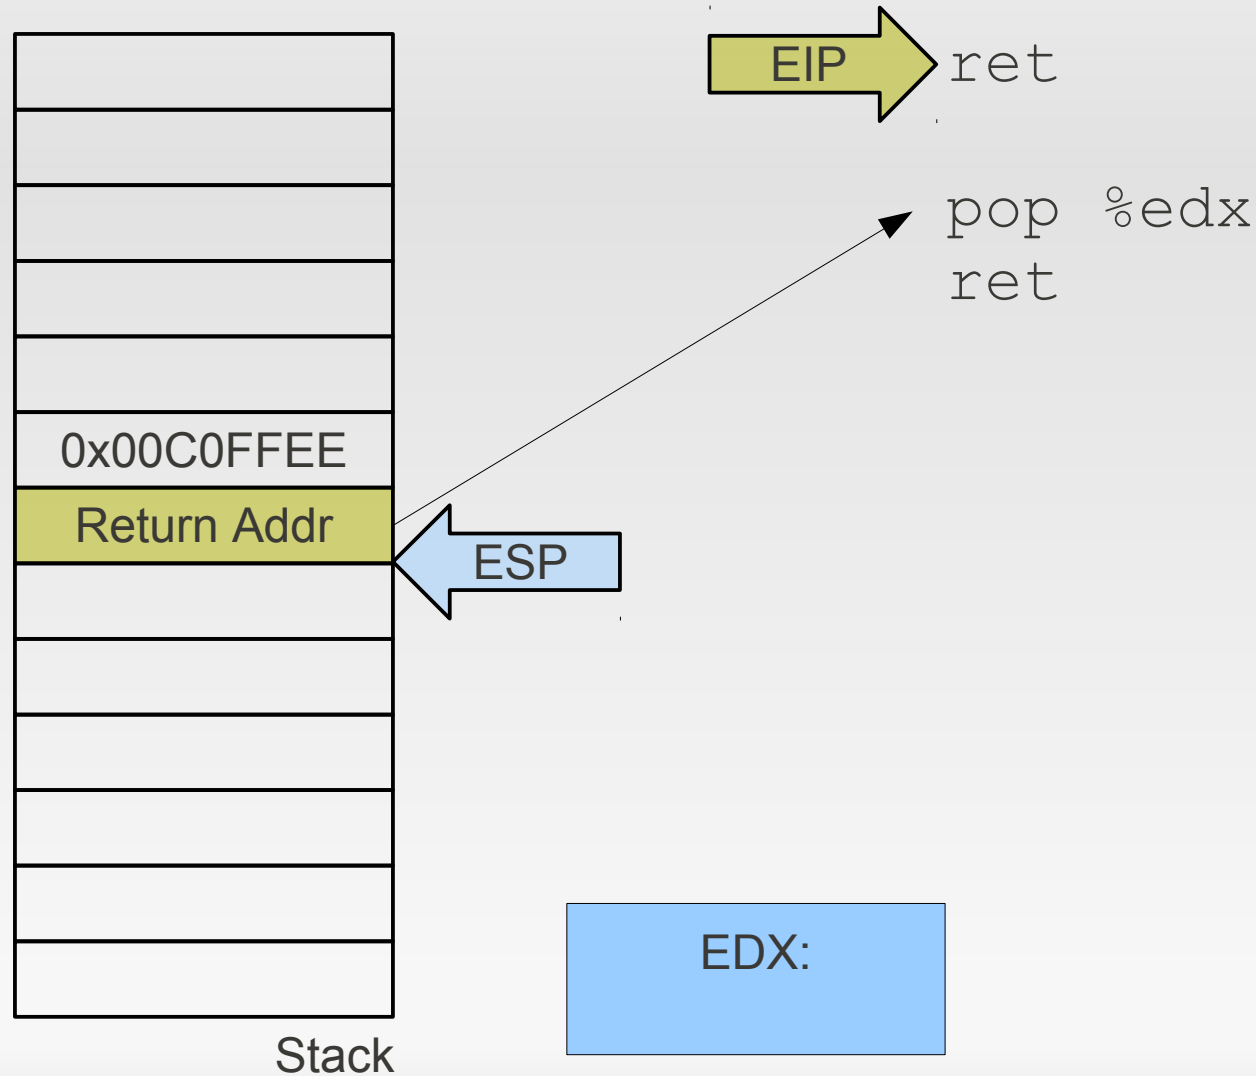 EIP
ret
pop %edx
ret
0x00C0FFEE
Return Addr
ESP
EDX:
Stack